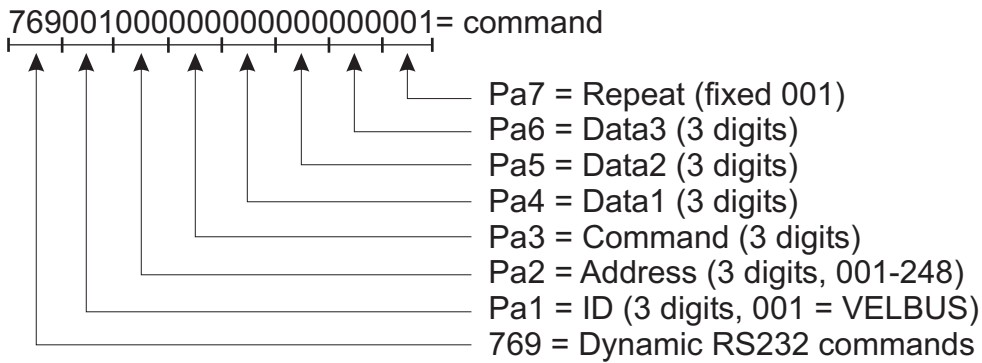 769001000000000000000001= command
Pa7 = Repeat (fixed 001)
Pa6 = Data3 (3 digits)
Pa5 = Data2 (3 digits)
Pa4 = Data1 (3 digits)
Pa3 = Command (3 digits)
Pa2 = Address (3 digits, 001-248)
Pa1 = ID (3 digits, 001 = VELBUS)
769 = Dynamic RS232 commands